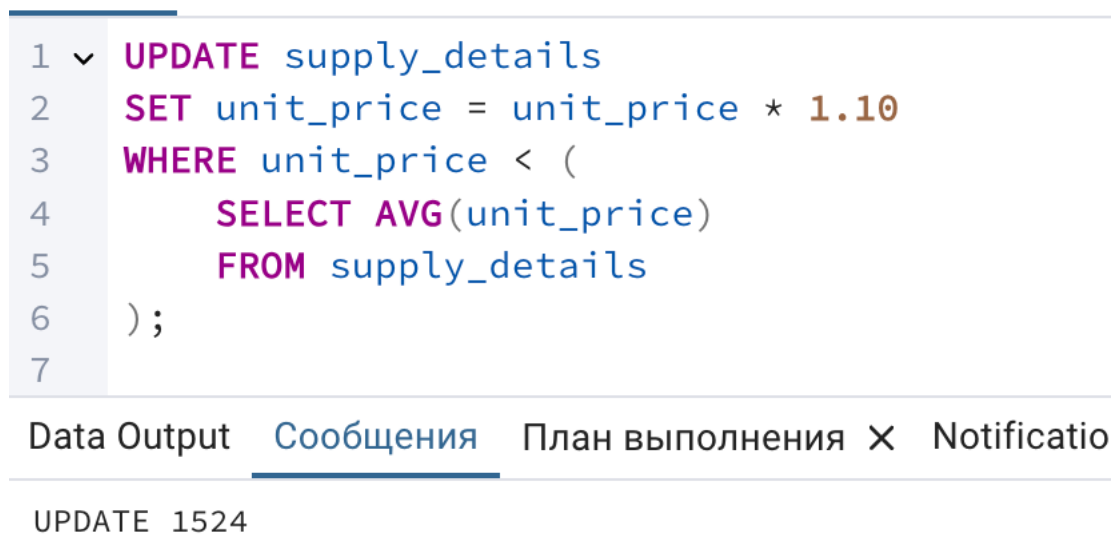 1 UPDATE supply_details
2 SET unit_price = unit_price * 1.10
3 WHERE unit_price < (
4 SELECT AVG(unit_price)
5 FROM supply_details
6 );
7
Data Output Сообщения План выполнения Notificatio
UPDATE 1524